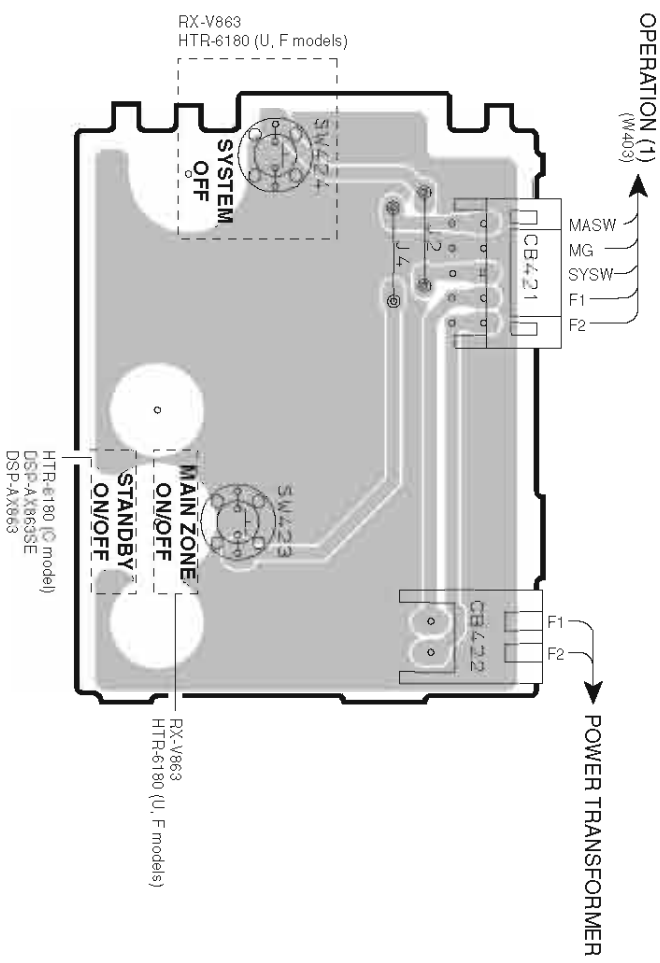 RX-V863
HTR-6180 (U, F models)
OPERATION (1)
(W403)
SW424
SYSTEM
OFF
J4
J2
CB421
MASW
MG
SYSW
F1
F2
HTR-6180 (C model)
DSP-AX863SE
DSP-AX863
STANDBY
ON/OFF
MAIN ZONE
ON/OFF
SW423
CB422
F1
F2
POWER TRANSFORMER
RX-V863
HTR-6180 (U, F models)